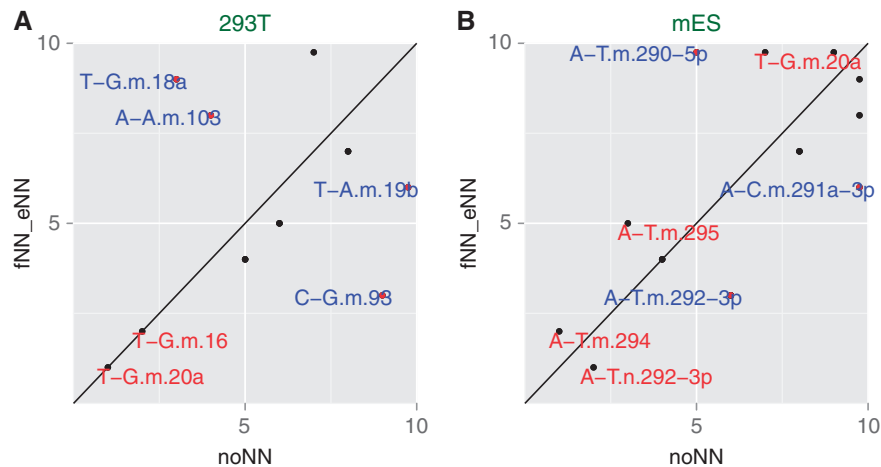 A
293T
10
T–G.m.18a
A–A.m.103
T–A.m.19b
5
C–G.m.93
T–G.m.16
T–G.m.20a
fNN_eNN
5
10
noNN
B
mES
10
A–T.m.290–5p
T–G.m.20a
A–C.m.291a–3p
5
A–T.m.295
A–T.m.292–3p
A–T.m.294
A–T.n.292–3p
fNN_eNN
5
10
noNN